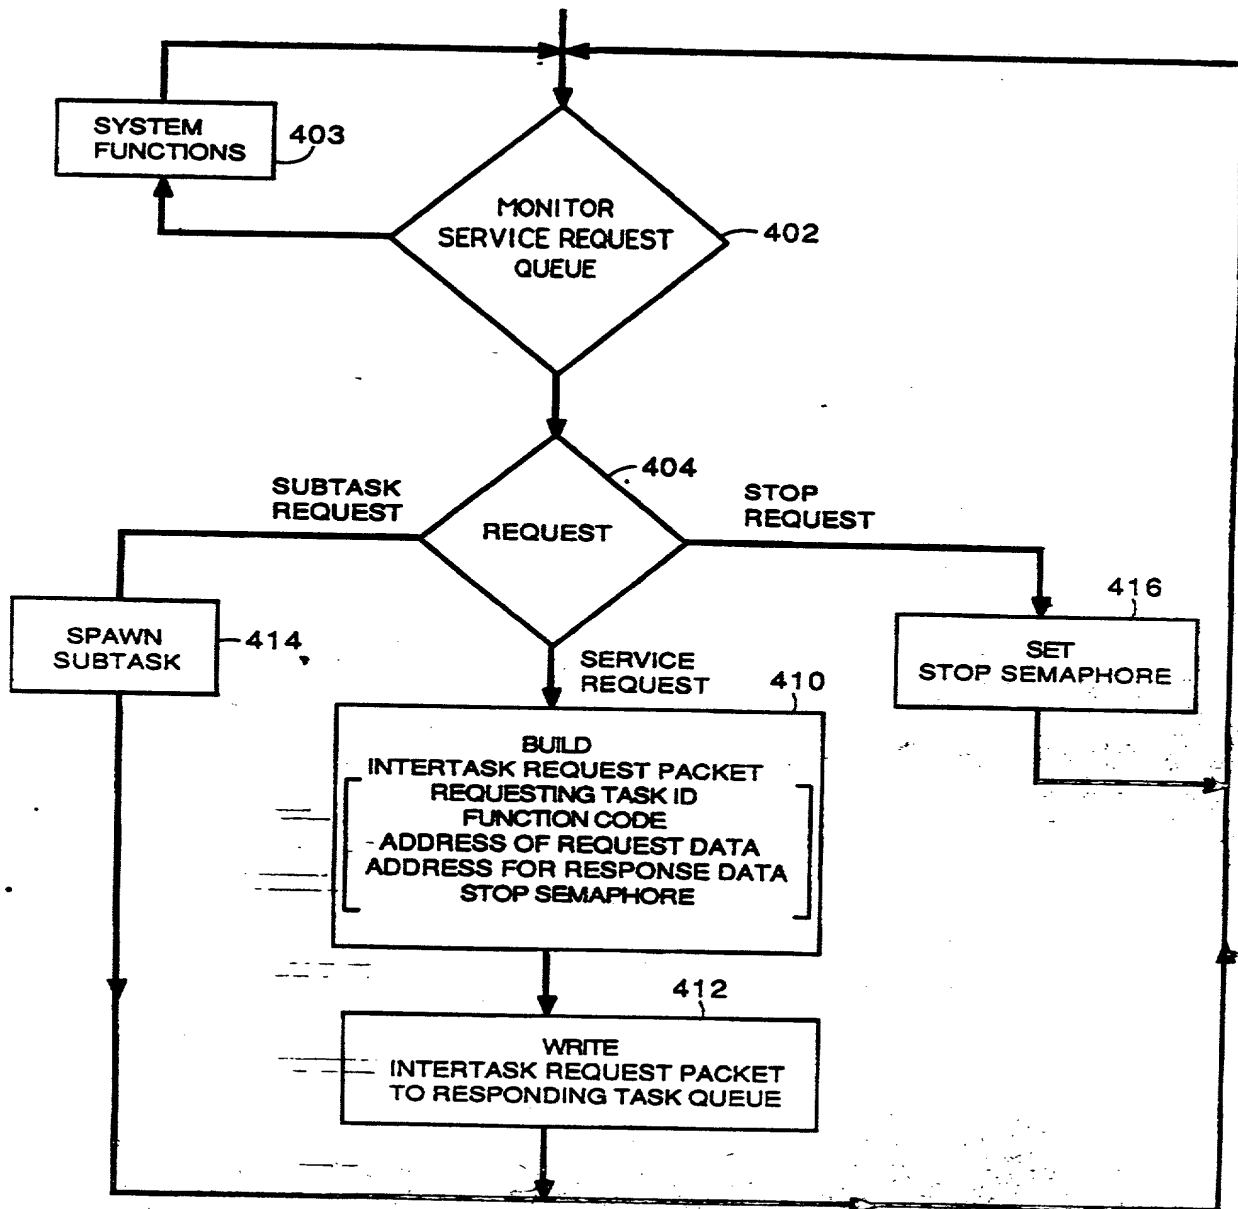 SYSTEM
FUNCTIONS
403
MONITOR
SERVICE REQUEST
QUEUE
402
404
SUBTASK
REQUEST
REQUEST
STOP
REQUEST
416
SPAWN
SUBTASK
414
SET
STOP SEMAPHORE
SERVICE
REQUEST
410
BUILD
INTERTASK REQUEST PACKET
REQUESTING TASK ID
FUNCTION CODE
ADDRESS OF REQUEST DATA
ADDRESS FOR RESPONSE DATA
STOP SEMAPHORE
412
WRITE
INTERTASK REQUEST PACKET
TO RESPONDING TASK QUEUE